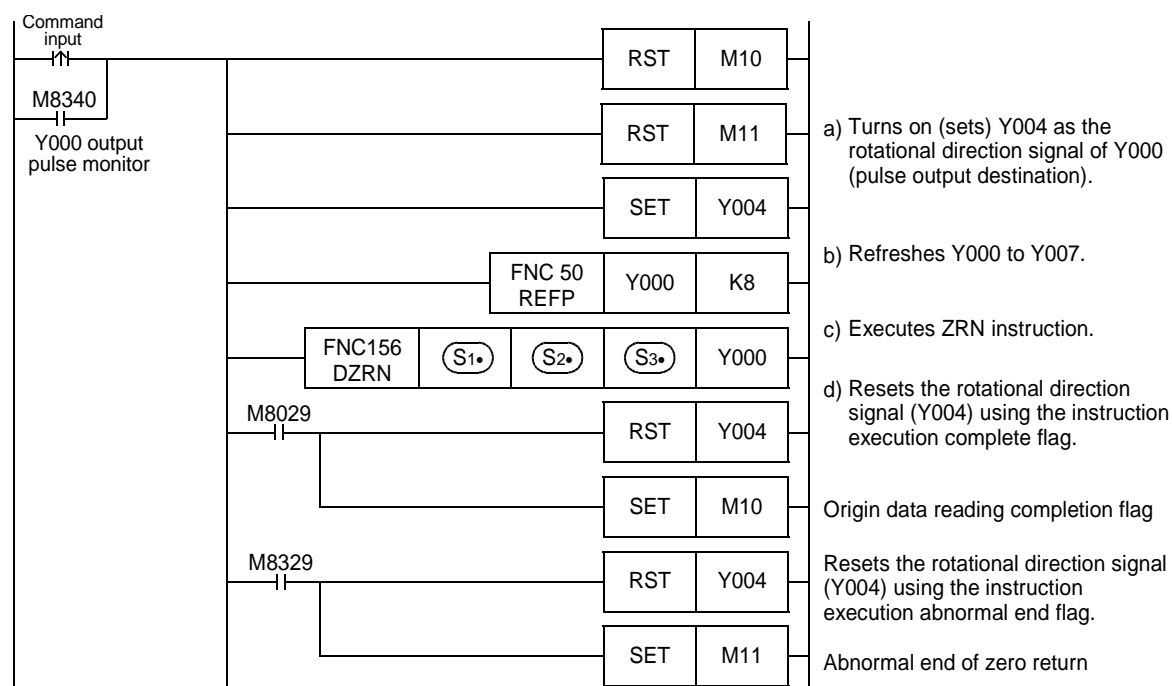 Command
input
RST M10
M8340
Y000 output
pulse monitor
RST M11
a) Turns on (sets) Y004 as the
rotational direction signal of Y000
(pulse output destination).
SET Y004
FNC 50
REFP
Y000 K8
b) Refreshes Y000 to Y007.
FNC156
DZRN
S1• S2• S3• Y000
c) Executes ZRN instruction.
M8029
RST Y004
d) Resets the rotational direction
signal (Y004) using the instruction
execution complete flag.
SET M10
Origin data reading completion flag
M8329
RST Y004
Resets the rotational direction signal
(Y004) using the instruction
execution abnormal end flag.
SET M11
Abnormal end of zero return